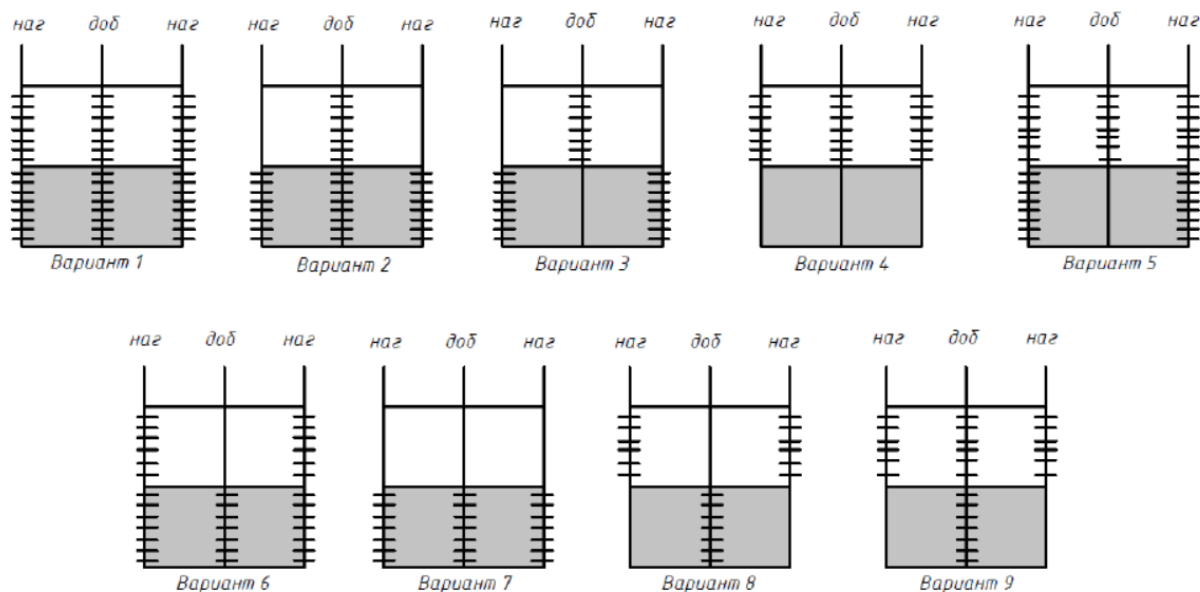 наг доб наг наг доб наг наг доб наг наг доб наг наг доб наг
Вариант 1 Вариант 2 Вариант 3 Вариант 4 Вариант 5
наг доб наг наг доб наг наг доб наг наг доб наг
Вариант 6 Вариант 7 Вариант 8 Вариант 9